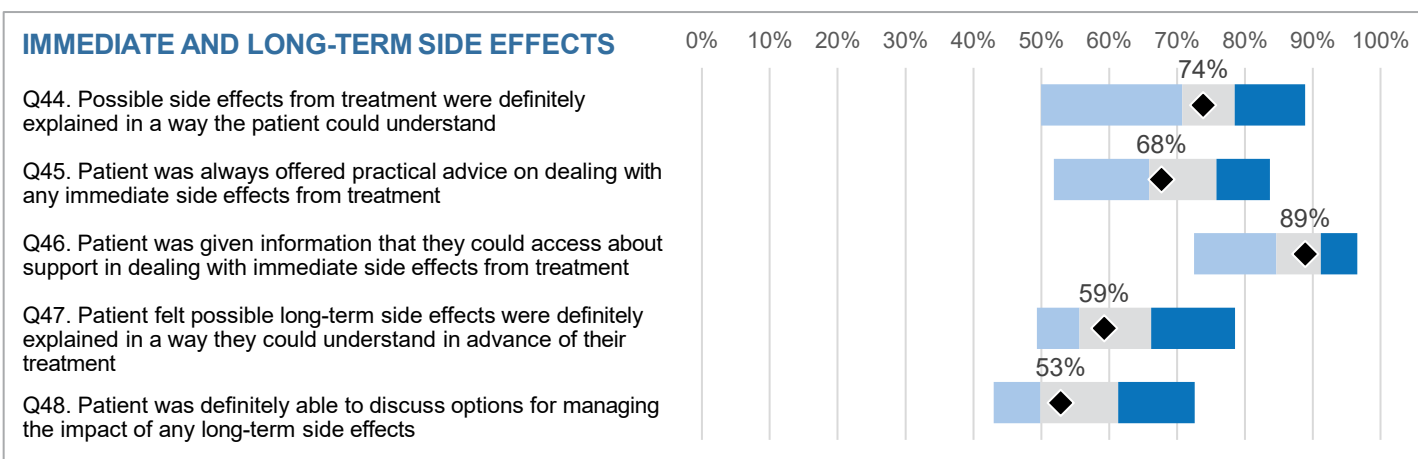 IMMEDIATE AND LONG-TERM SIDE EFFECTS
0% 10% 20% 30% 40% 50% 60% 70% 80% 90% 100%
74%
Q44. Possible side effects from treatment were definitely
explained in a way the patient could understand
68%
Q45. Patient was always offered practical advice on dealing with
any immediate side effects from treatment
89%
Q46. Patient was given information that they could access about
support in dealing with immediate side effects from treatment
59%
Q47. Patient felt possible long-term side effects were definitely
explained in a way they could understand in advance of their
treatment
53%
Q48. Patient was definitely able to discuss options for managing
the impact of any long-term side effects